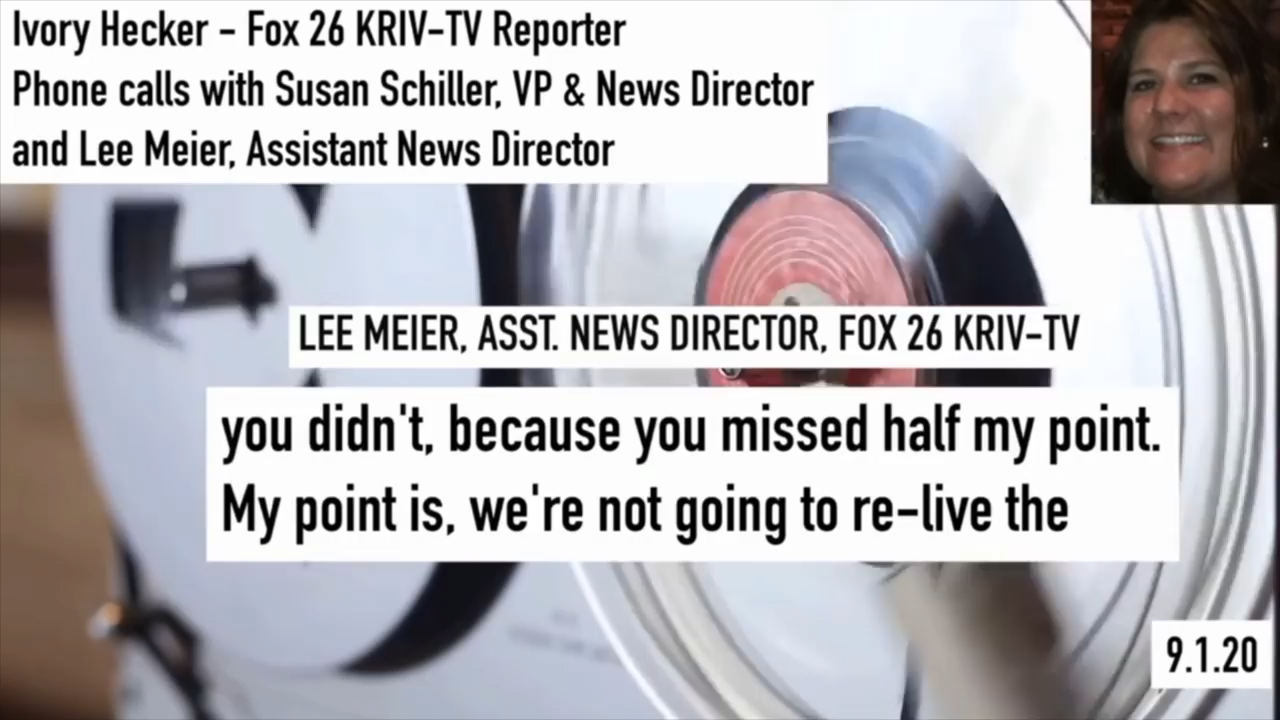 Ivory Hecker - Fox 26 KRIV-TV Reporter
Phone calls with Susan Schiller, VP & News Director
and Lee Meier, Assistant News Director
LEE MEIER, ASST. NEWS DIRECTOR, FOX 26 KRIV-TV
you didn't, because you missed half my point.
My point is, we're not going to re-live the
9.1.20